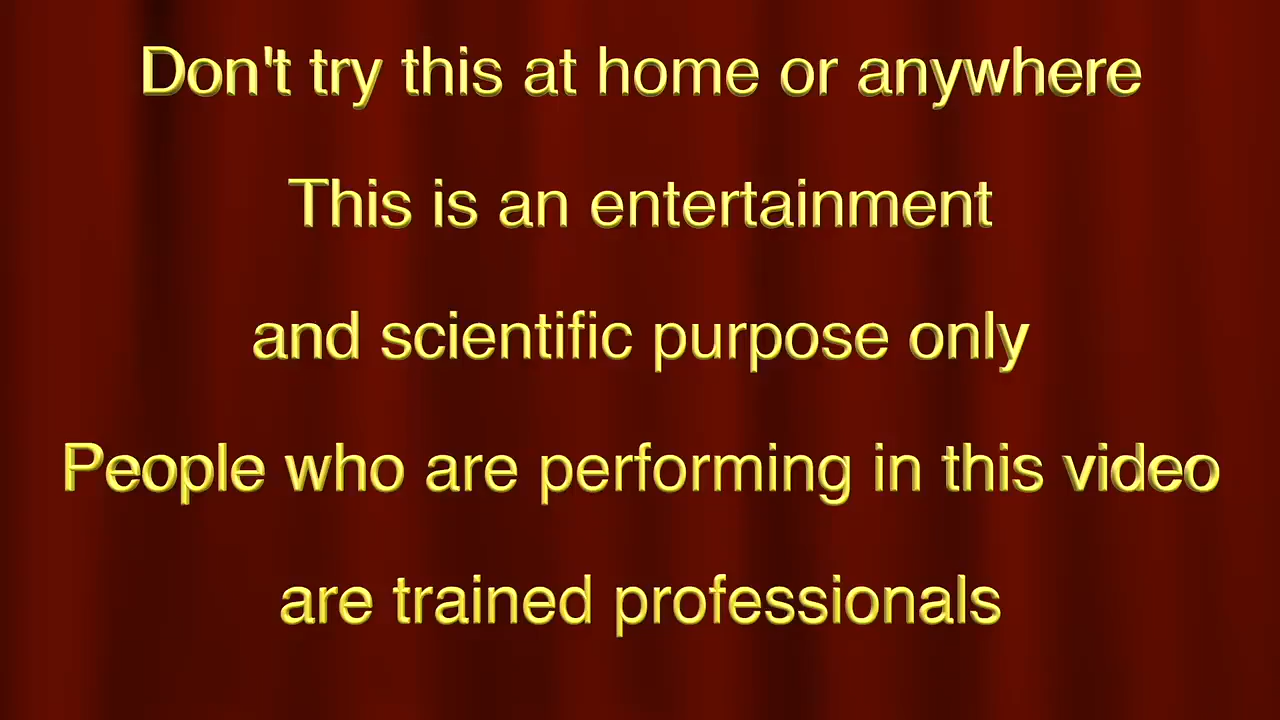 Don't try this at home or anywhere
This is an entertainment
and scientific purpose only
People who are performing in this video
are trained professionals